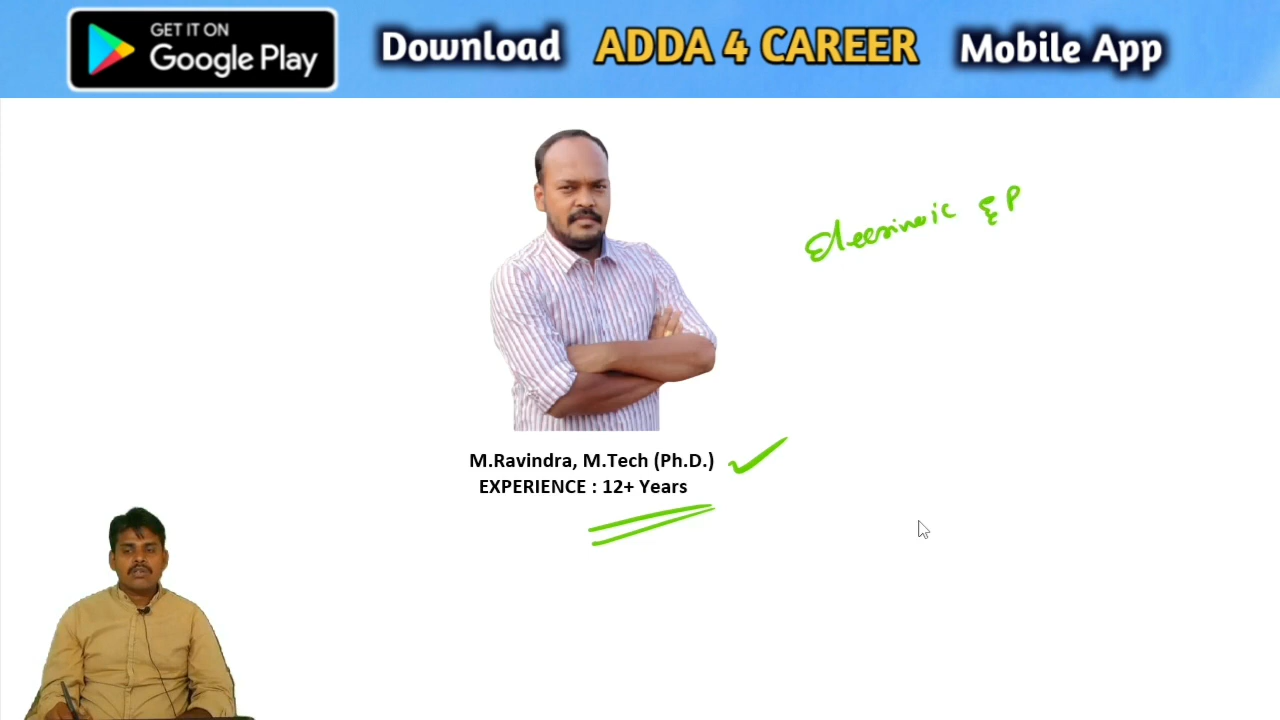 GET IT ON
Google Play
Download ADDA 4 CAREER Mobile App
M.Ravindra, M.Tech (Ph.D.)
EXPERIENCE : 12+ Years